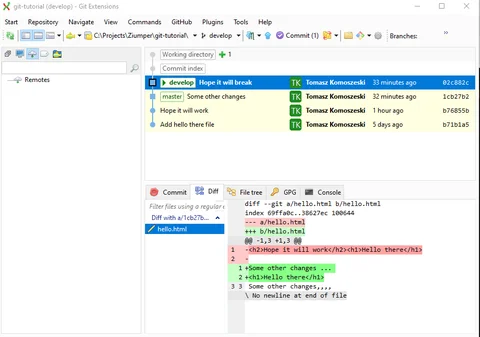 git-tutorial (develop) - Git Extensions
Start Repository Navigate View Commands GitHub Plugins Tools Help
C:\Projects\Ziumper\git-tutorial\ develop Commit (1) Branches:
Working directory 1
Commit index
develop Hope it will break TK Tomasz Komoszeski 33 minutes ago 02c882c
master Some other changes TK Tomasz Komoszeski 32 minutes ago 1cb27b2
Hope it will work TK Tomasz Komoszeski 1 hour ago b76855b
Add hello there file TK Tomasz Komoszeski 5 days ago b71b1a5
Remotes
Commit Diff File tree GPG Console
Filter files using a regular e
Diff with a/1cb27b...
hello.html
diff --git a/hello.html b/hello.html
index 69ffa0c..38627ec 100644
--- a/hello.html
+++ b/hello.html
@@ -1,3 +1,3 @@
1 -<h2>Hope it will work</h2><h1>Hello there</h1>
2 -
1 +Some other changes ...
2 +<h1>Hello there</h1>
3 3 Some other changes,,,,
\ No newline at end of file